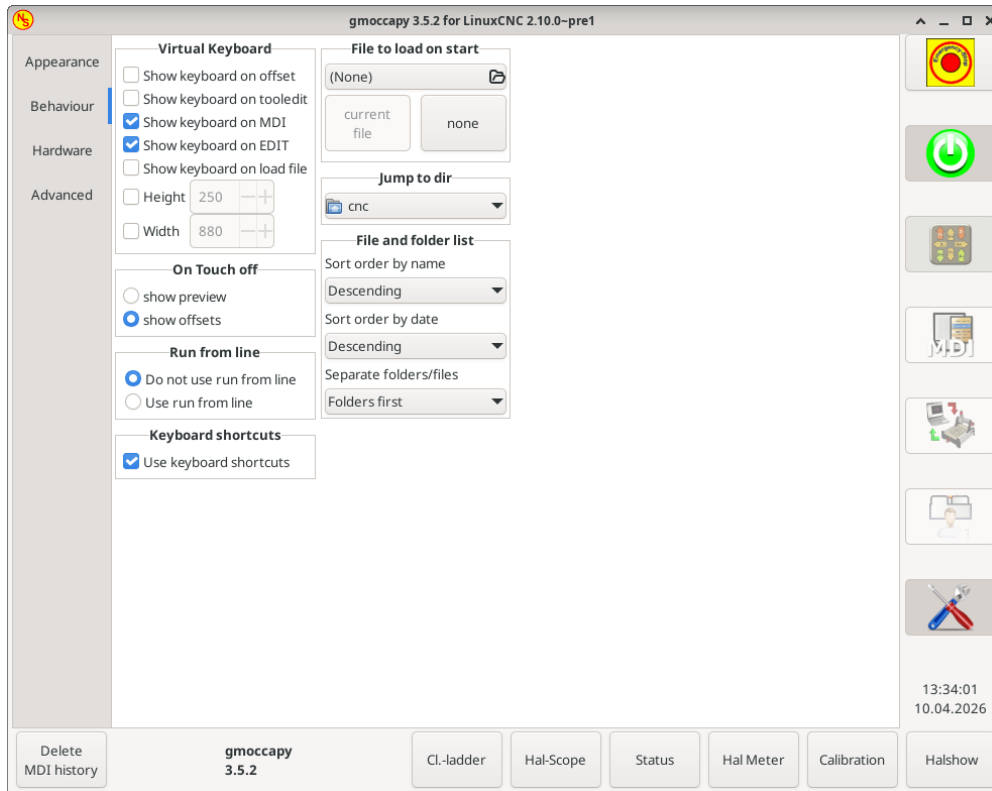 NS
gmoccapy 3.5.2 for LinuxCNC 2.10.0~pre1
Appearance
Behaviour
Hardware
Advanced
Virtual Keyboard
Show keyboard on offset
Show keyboard on tooledit
Show keyboard on MDI
Show keyboard on EDIT
Show keyboard on load file
Height 250
Width 880
On Touch off
show preview
show offsets
Run from line
Do not use run from line
Use run from line
Keyboard shortcuts
Use keyboard shortcuts
File to load on start
(None)
current
file
none
Jump to dir
cnc
File and folder list
Sort order by name
Descending
Sort order by date
Descending
Separate folders/files
Folders first
Emergency-Stop
MDI
13:34:01
10.04.2026
Delete
MDI history
gmoccapy
3.5.2
Cl.-ladder
Hal-Scope
Status
Hal Meter
Calibration
Halshow